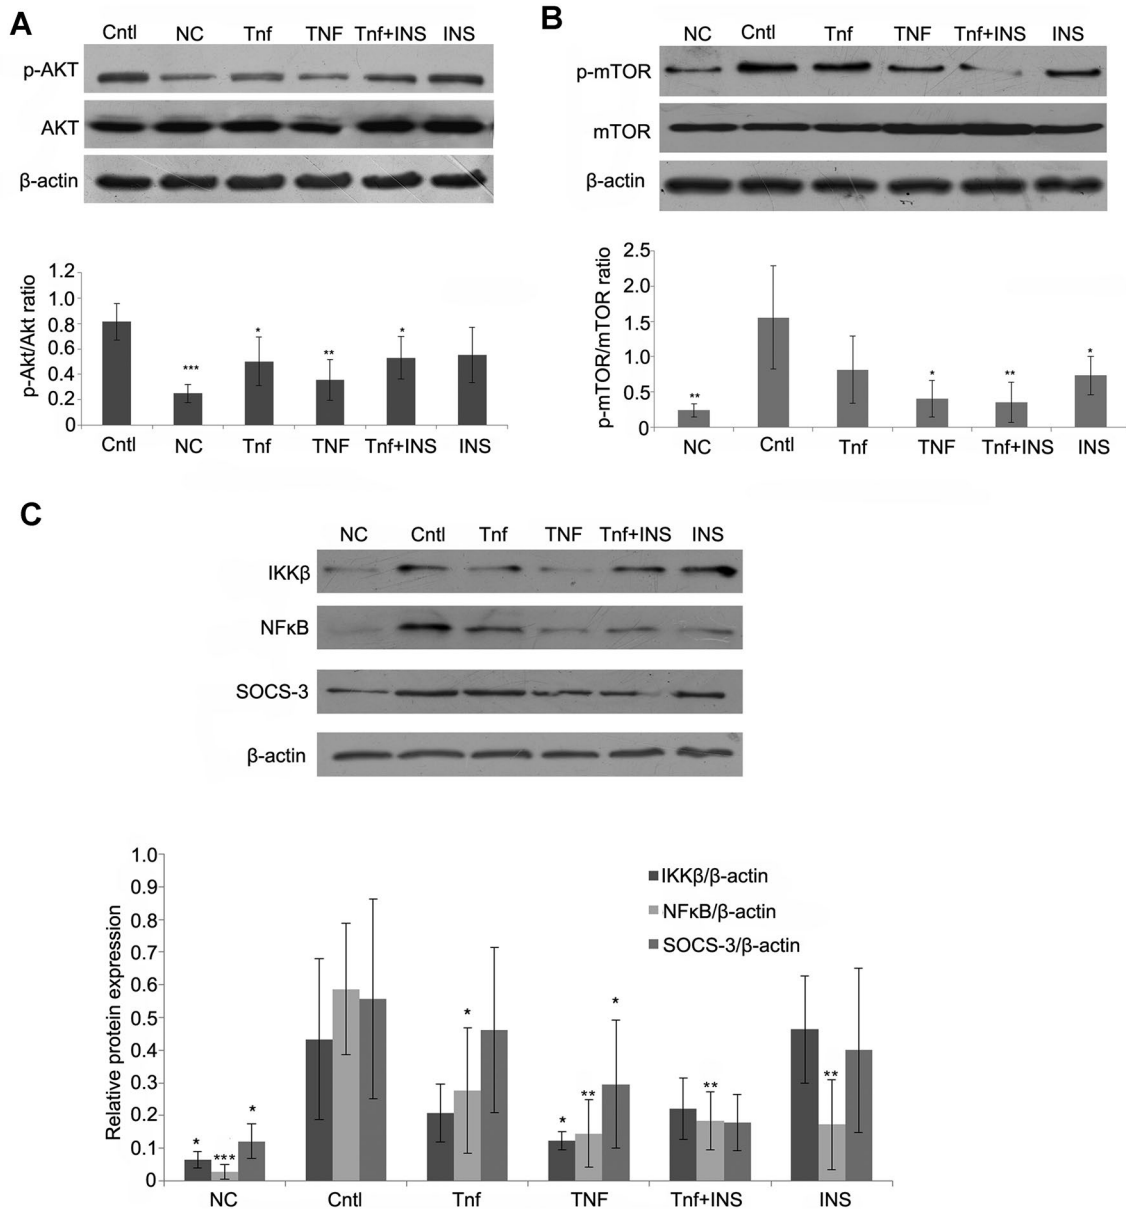 A
Cntl NC Tnf TNF Tnf+INS INS
p-AKT
AKT
β-actin
1.2
1.0
0.8
0.6
0.4
0.2
0
p-Akt/Akt ratio
***
*
**
*
Cntl NC Tnf TNF Tnf+INS INS
B
NC Cntl Tnf TNF Tnf+INS INS
p-mTOR
mTOR
β-actin
2.5
2.0
1.5
1.0
0.5
0
p-mTOR/mTOR ratio
**
*
**
*
NC Cntl Tnf TNF Tnf+INS INS
C
NC Cntl Tnf TNF Tnf+INS INS
IKKβ
NFκB
SOCS-3
β-actin
1.0
0.9
0.8
0.7
0.6
0.5
0.4
0.3
0.2
0.1
0
Relative protein expression
IKKβ/β-actin
NFκB/β-actin
SOCS-3/β-actin
* *** *
*
* ** *
**
**
NC Cntl Tnf TNF Tnf+INS INS